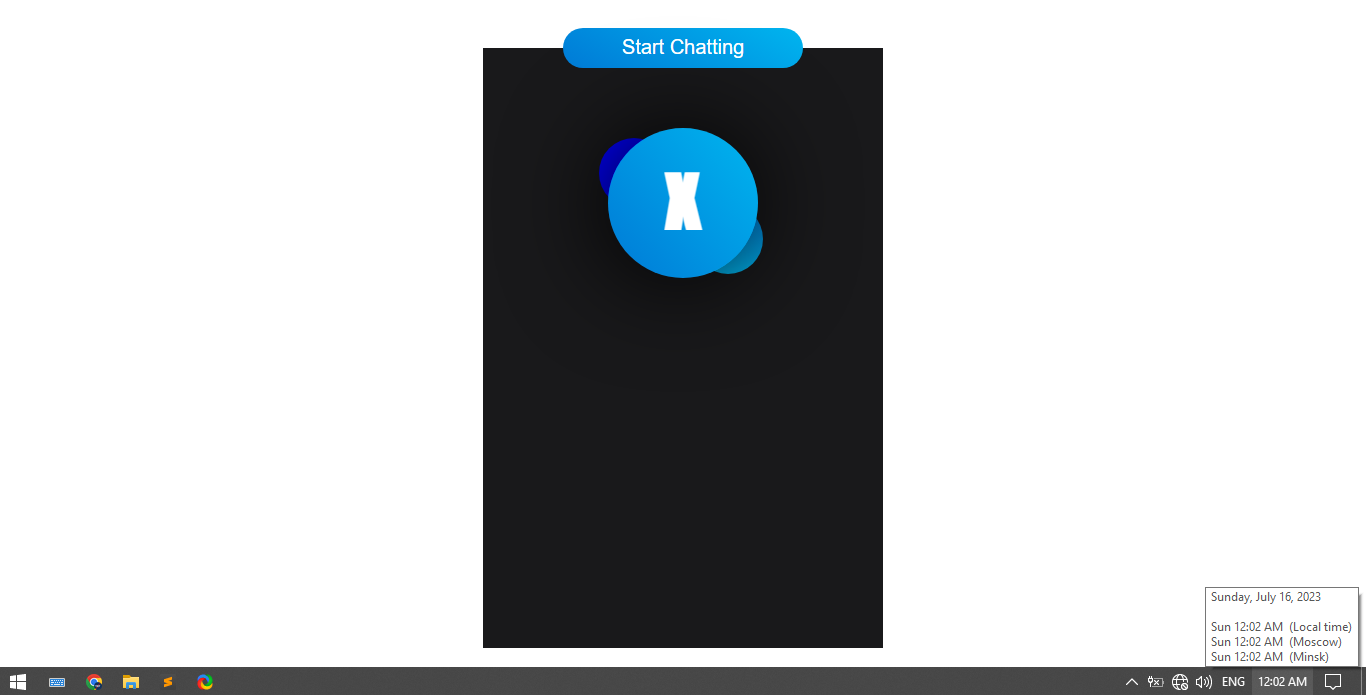 Start Chatting
X
Sunday, July 16, 2023
Sun 12:02 AM (Local time)
Sun 12:02 AM (Moscow)
Sun 12:02 AM (Minsk)
ENG 12:02 AM